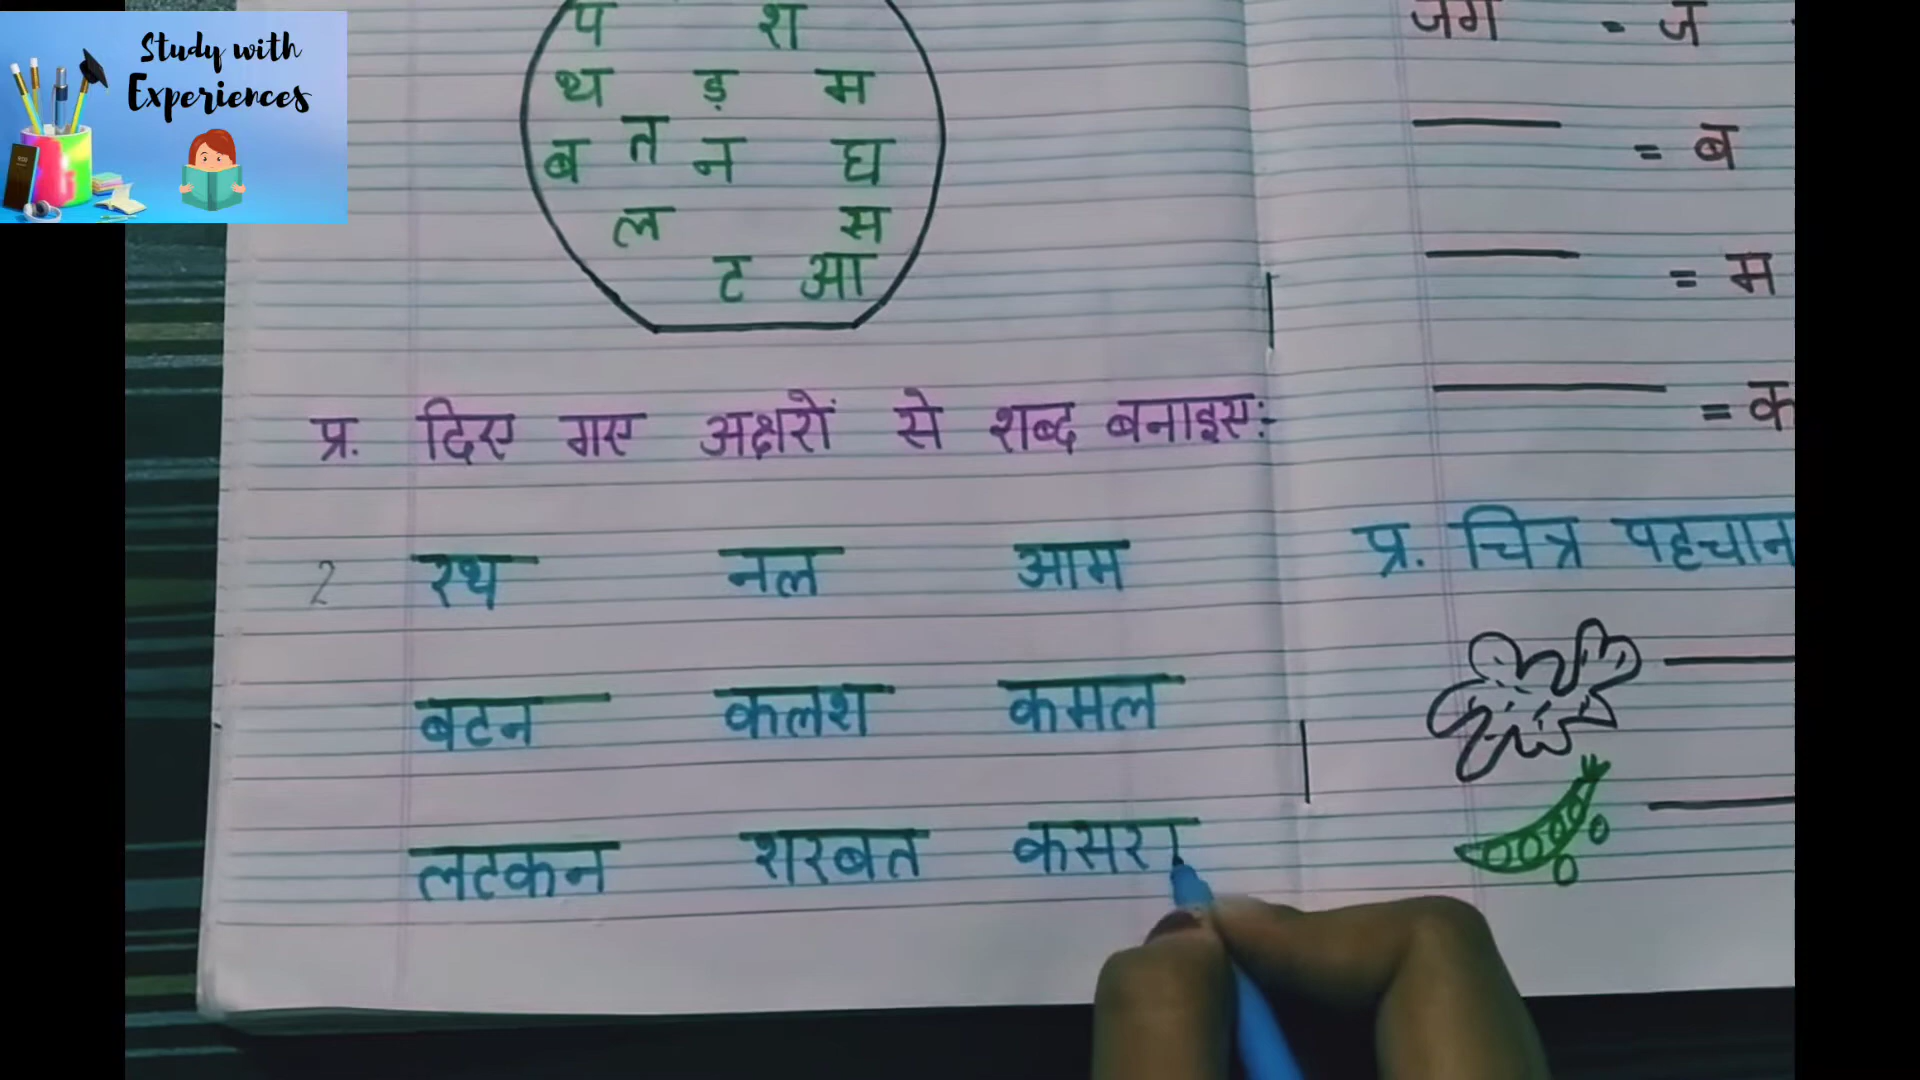 Study with
Experiences
प श
थ ड़ म
ब त न घ
ल स
ट आ
प्र. दिए गए अक्षरों से शब्द बनाइए:-
2 रथ नल आम
बटन कलश कमल
लटकन शरबत कसर
जग = ज
= ब
= म
= क
प्र. चित्र पहचान